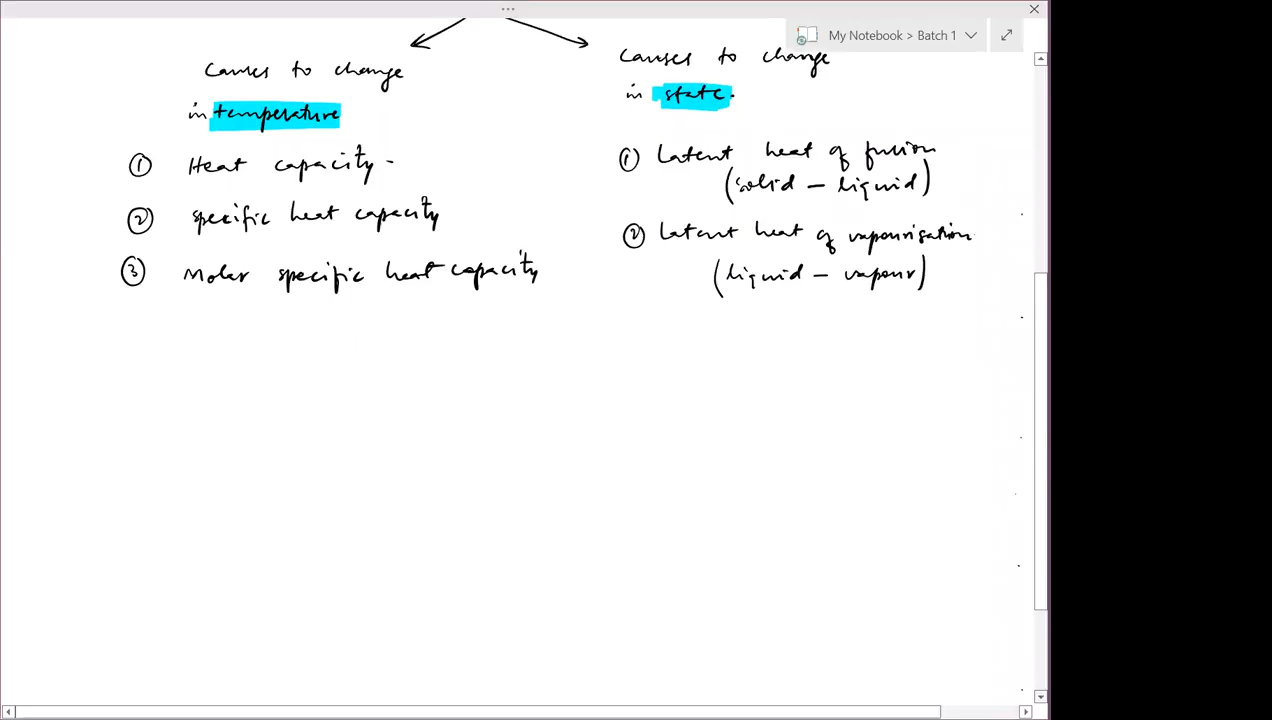 My Notebook > Batch 1
causes to change
in temperature
① Heat capacity -
② specific heat capacity
③ Molar specific heat capacity
causes to change
in state.
① Latent heat of fusion
(solid – liquid)
② Latent heat of vapourisation
(liquid – vapour)